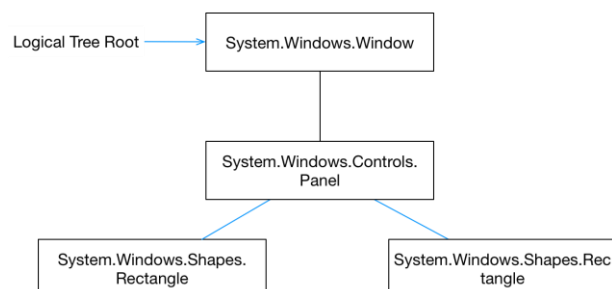 Logical Tree Root
System.Windows.Window
System.Windows.Controls.
Panel
System.Windows.Shapes.
Rectangle
System.Windows.Shapes.Rec
tangle